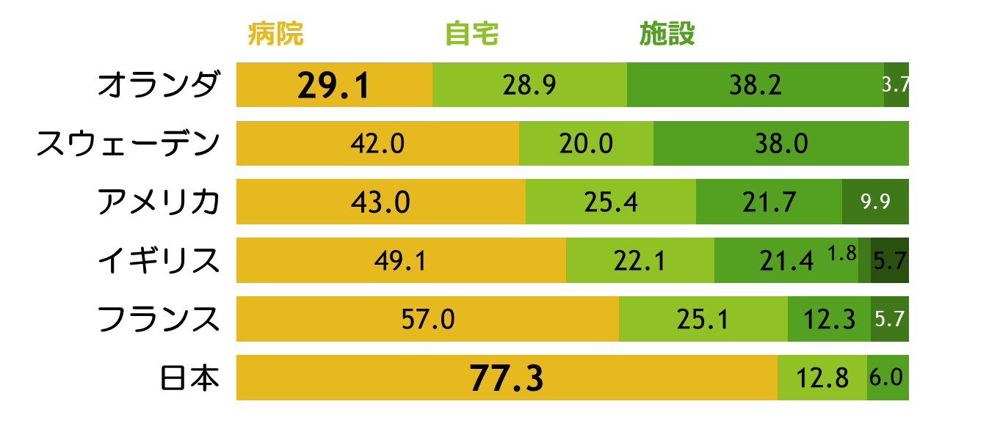 病院 自宅 施設
オランダ 29.1 28.9 38.2 3.7
スウェーデン 42.0 20.0 38.0
アメリカ 43.0 25.4 21.7 9.9
イギリス 49.1 22.1 21.4 1.8 5.7
フランス 57.0 25.1 12.3 5.7
日本 77.3 12.8 6.0